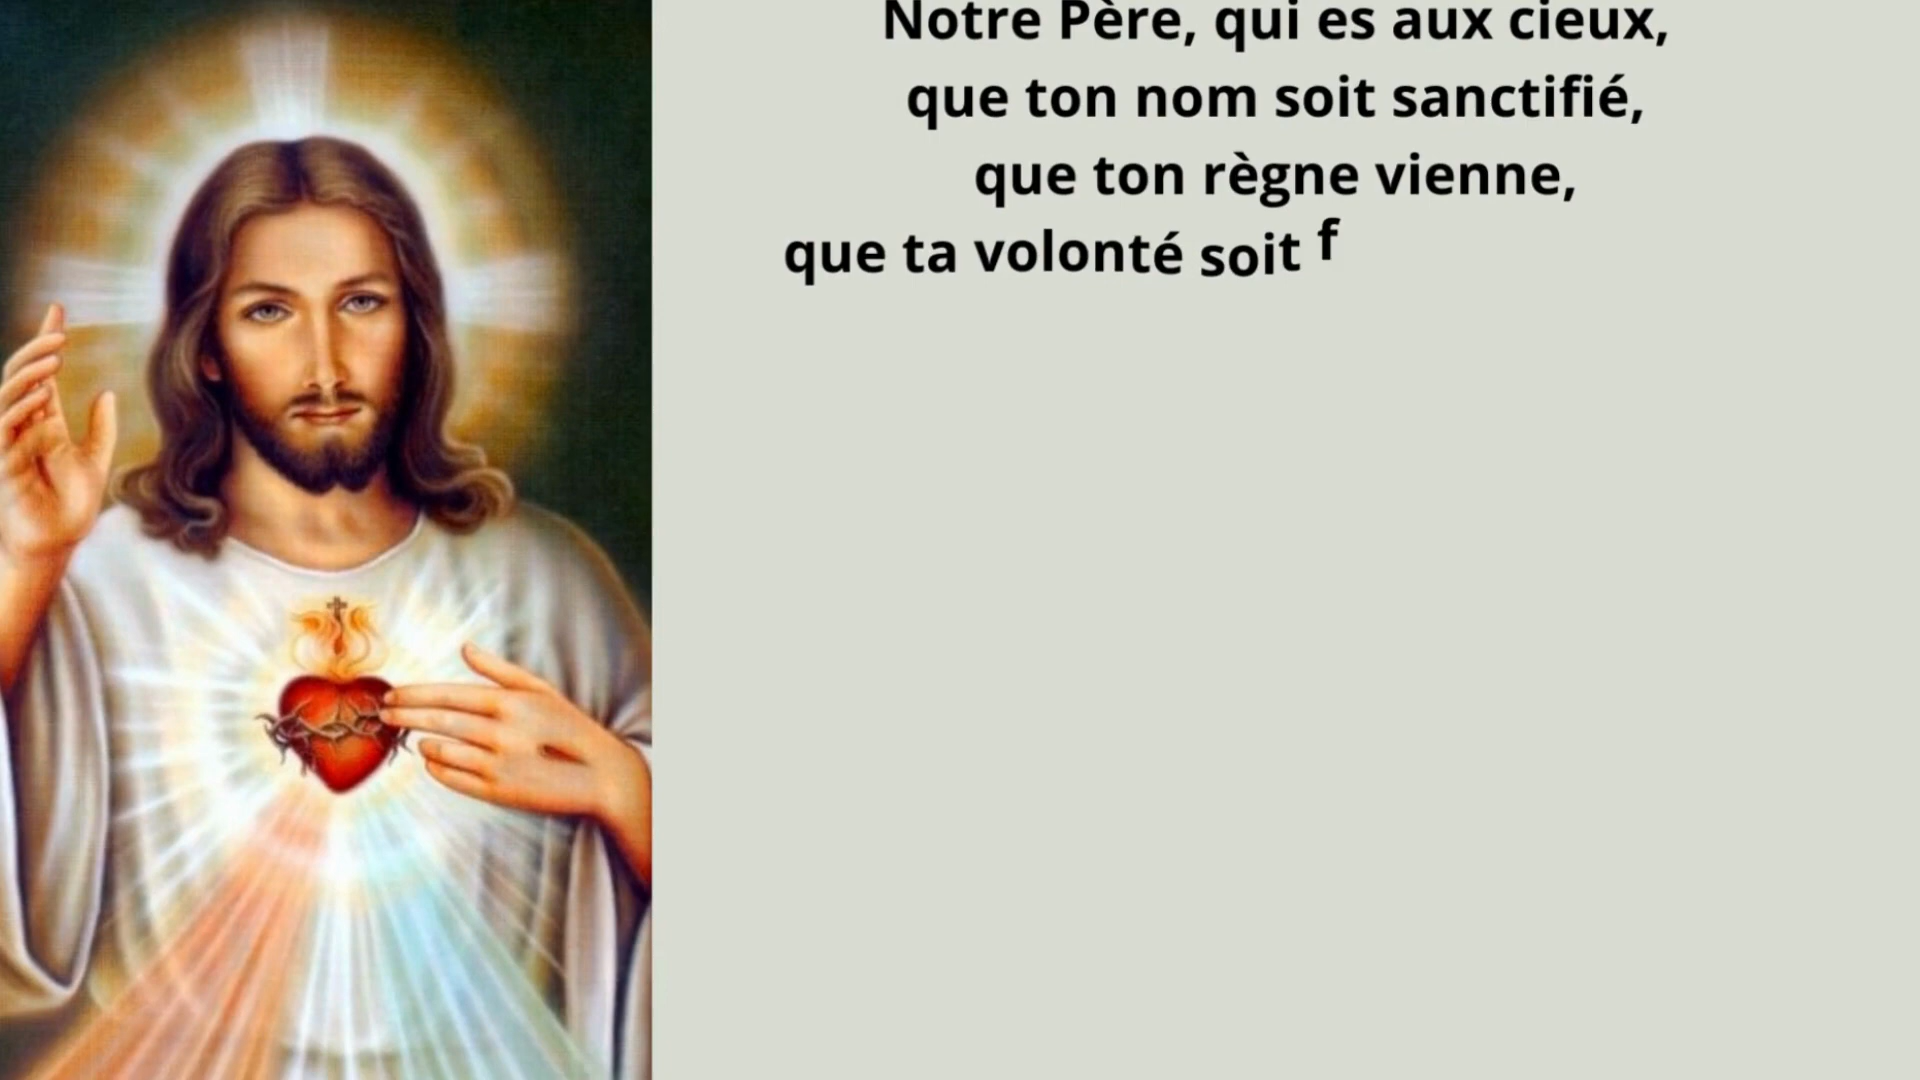 Notre Père, qui es aux cieux,
que ton nom soit sanctifié,
que ton règne vienne,
que ta volonté soit f